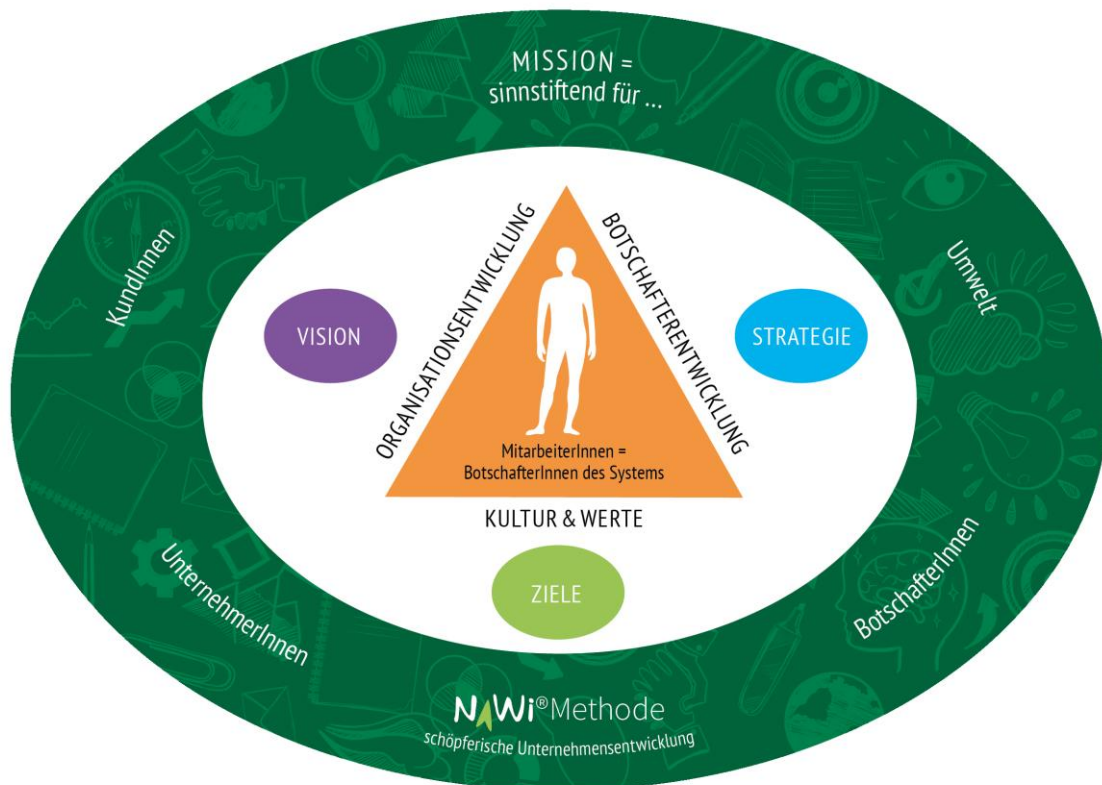 MISSION =
sinnstiftend für ...
KundInnen
Umwelt
ORGANISATIONSENTWICKLUNG
BOTSCHAFTERENTWICKLUNG
VISION
STRATEGIE
MitarbeiterInnen =
BotschafterInnen des Systems
KULTUR & WERTE
ZIELE
UnternehmerInnen
BotschafterInnen
NAWi® Methode
schöpferische Unternehmensentwicklung